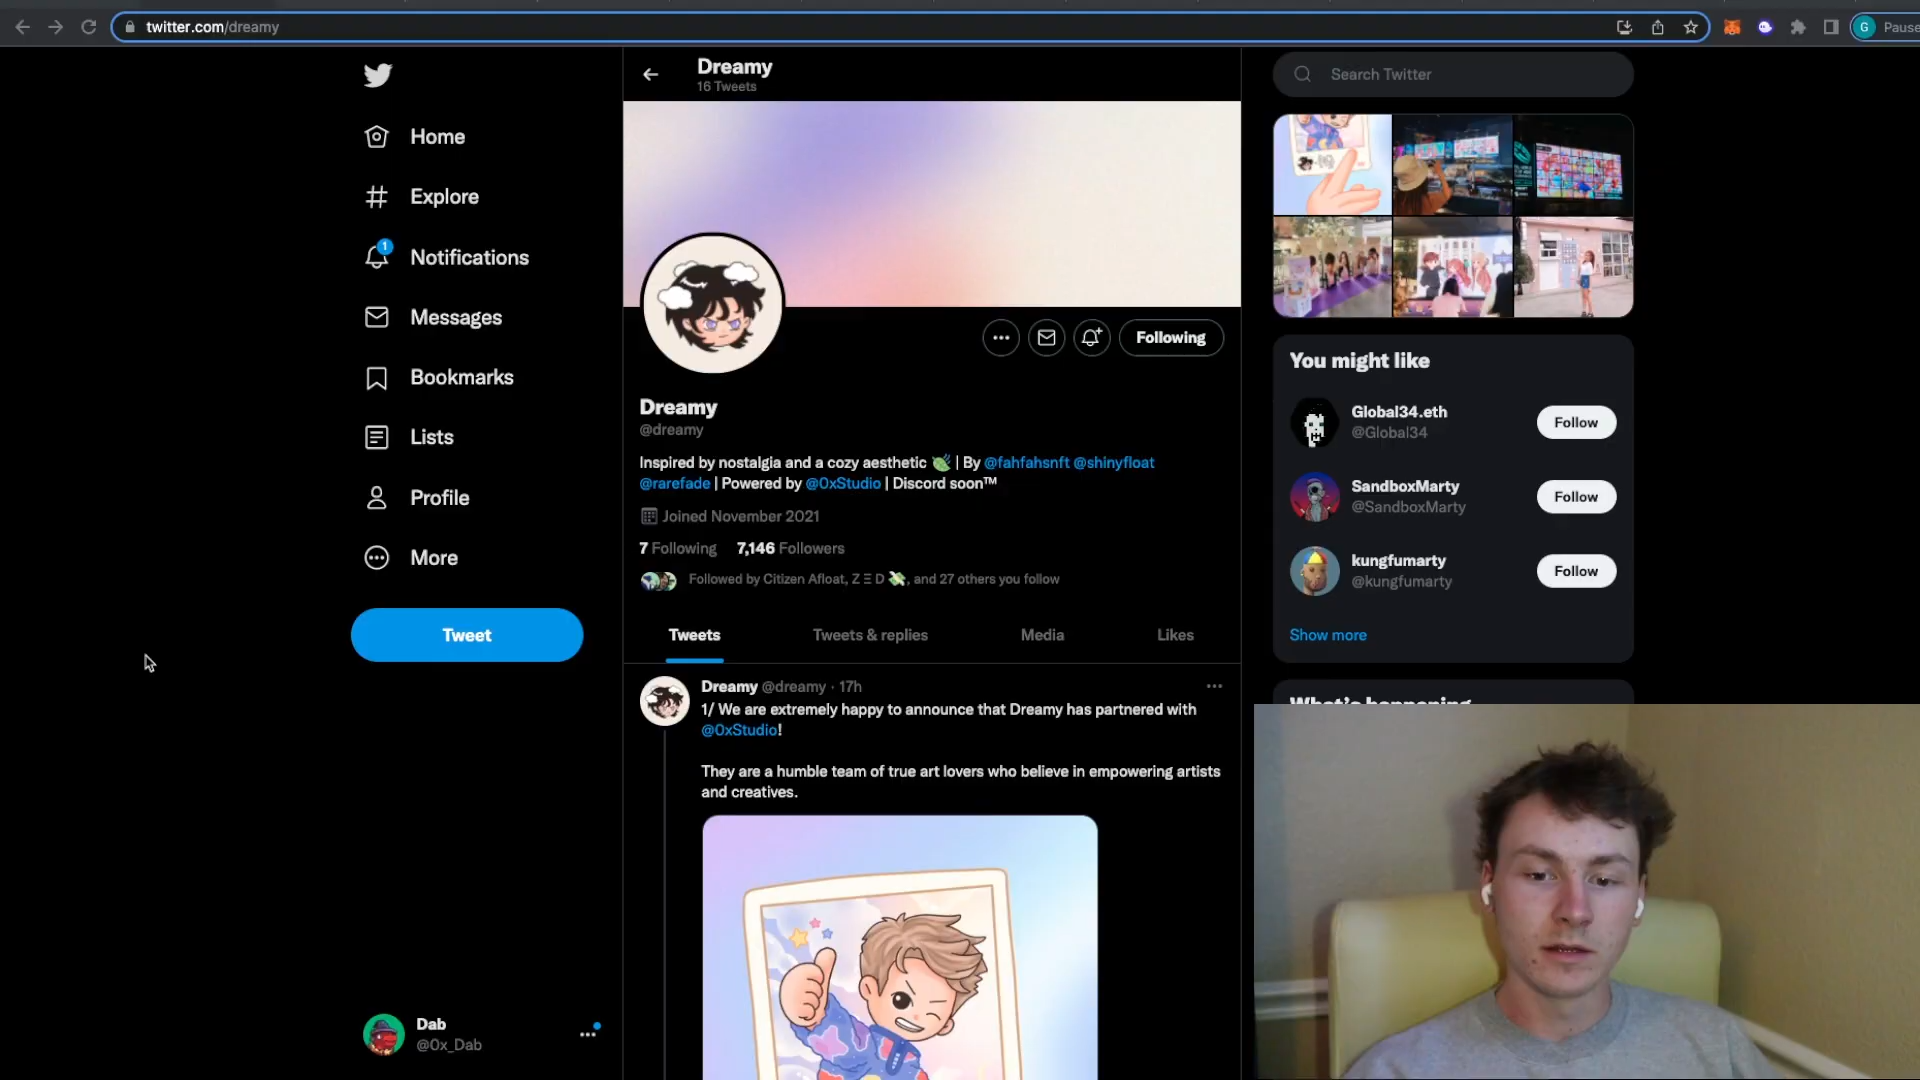 twitter.com/dreamy
G
Pause
Dreamy
16 Tweets
Search Twitter
Home
Explore
1
Notifications
Messages
Bookmarks
Lists
Profile
More
Tweet
Following
Dreamy
@dreamy
Inspired by nostalgia and a cozy aesthetic | By @fahfahsnft @shinyfloat
@rarefade | Powered by @0xStudio | Discord soon™
Joined November 2021
7 Following 7,146 Followers
Followed by Citizen Afloat, Z Ξ D 💸, and 27 others you follow
Tweets
Tweets & replies
Media
Likes
Dreamy @dreamy · 17h
1/ We are extremely happy to announce that Dreamy has partnered with
@0xStudio!
They are a humble team of true art lovers who believe in empowering artists
and creatives.
You might like
Global34.eth
@Global34
Follow
SandboxMarty
@SandboxMarty
Follow
kungfumarty
@kungfumarty
Follow
Show more
What's happening
Dab
@0x_Dab